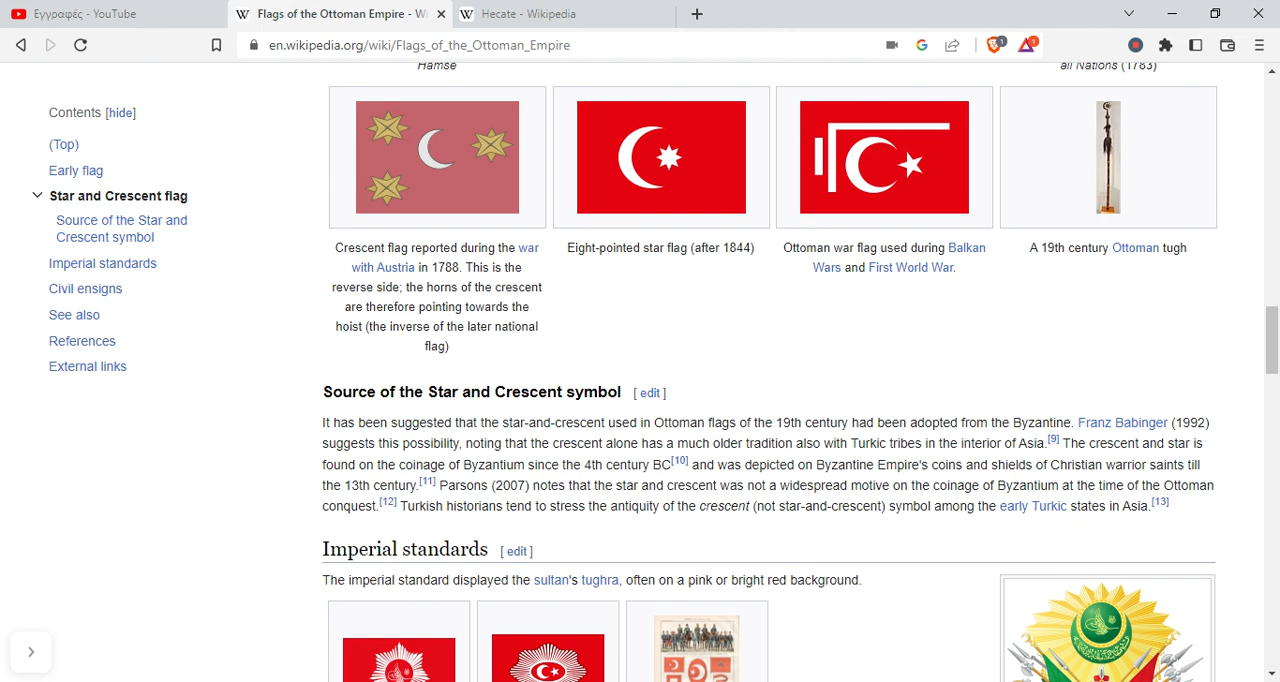 Εγγραφές - YouTube
Flags of the Ottoman Empire - W
Hecate - Wikipedia
en.wikipedia.org/wiki/Flags_of_the_Ottoman_Empire
1
1
Hamse
all Nations (1783)
Contents [hide]
(Top)
Early flag
Star and Crescent flag
Source of the Star and
Crescent symbol
Imperial standards
Civil ensigns
See also
References
External links
Crescent flag reported during the war
with Austria in 1788. This is the
reverse side; the horns of the crescent
are therefore pointing towards the
hoist (the inverse of the later national
flag)
Eight-pointed star flag (after 1844)
Ottoman war flag used during Balkan
Wars and First World War.
A 19th century Ottoman tugh
Source of the Star and Crescent symbol [ edit ]
It has been suggested that the star-and-crescent used in Ottoman flags of the 19th century had been adopted from the Byzantine. Franz Babinger (1992)
suggests this possibility, noting that the crescent alone has a much older tradition also with Turkic tribes in the interior of Asia.[9] The crescent and star is
found on the coinage of Byzantium since the 4th century BC[10] and was depicted on Byzantine Empire's coins and shields of Christian warrior saints till
the 13th century.[11] Parsons (2007) notes that the star and crescent was not a widespread motive on the coinage of Byzantium at the time of the Ottoman
conquest.[12] Turkish historians tend to stress the antiquity of the crescent (not star-and-crescent) symbol among the early Turkic states in Asia.[13]
Imperial standards [ edit ]
The imperial standard displayed the sultan's tughra, often on a pink or bright red background.